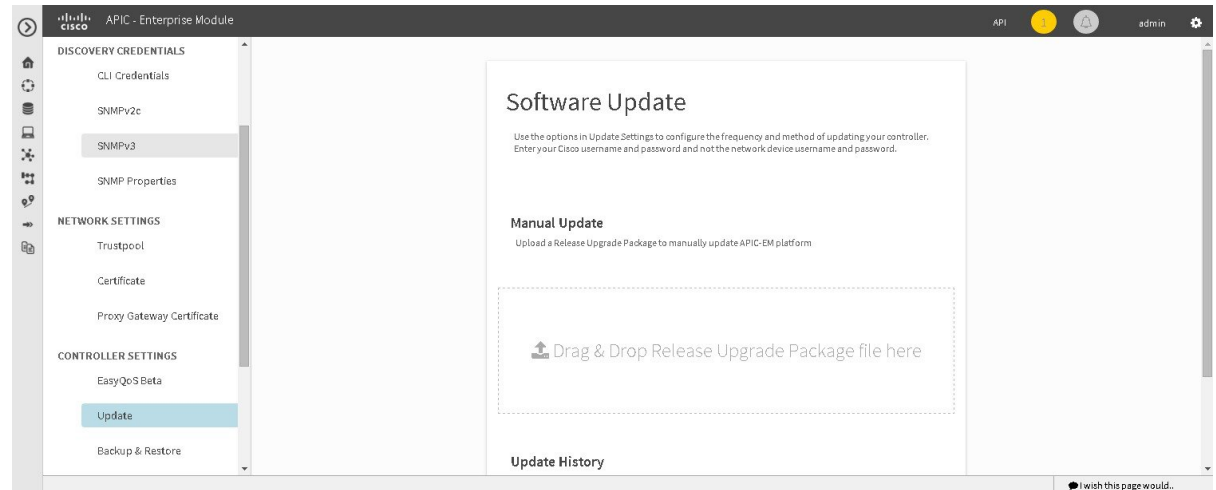 cisco APIC - Enterprise Module
API 1 admin
DISCOVERY CREDENTIALS
CLI Credentials
SNMPv2c
SNMPv3
SNMP Properties
NETWORK SETTINGS
Trustpool
Certificate
Proxy Gateway Certificate
CONTROLLER SETTINGS
EasyQoS Beta
Update
Backup & Restore
Software Update
Use the options in Update Settings to configure the frequency and method of updating your controller.
Enter your Cisco username and password and not the network device username and password.
Manual Update
Upload a Release Upgrade Package to manually update APIC-EM platform
Drag & Drop Release Upgrade Package file here
Update History
I wish this page would..